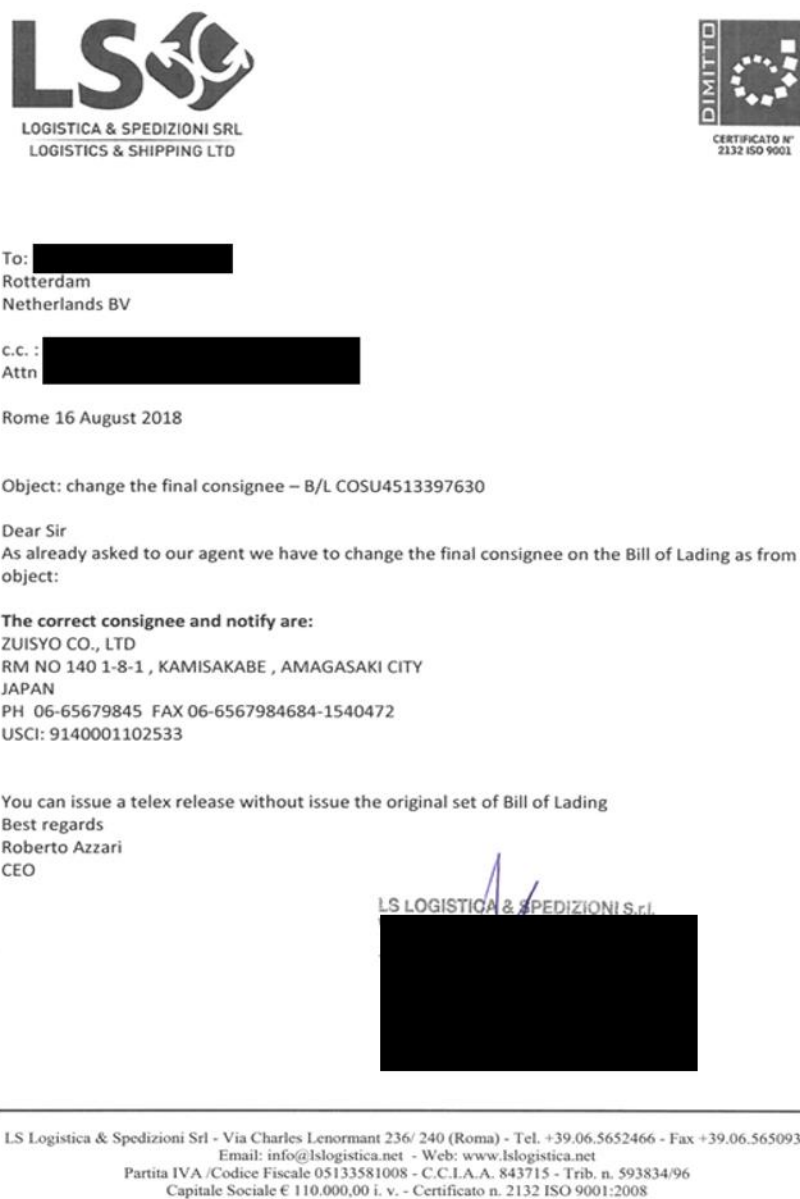 LS
LOGISTICA & SPEDIZIONI SRL
LOGISTICS & SHIPPING LTD
DIMITTO
CERTIFICATO N°
2132 ISO 9001
To:
Rotterdam
Netherlands BV
c.c. :
Attn
Rome 16 August 2018
Object: change the final consignee – B/L COSU4513397630
Dear Sir
As already asked to our agent we have to change the final consignee on the Bill of Lading as from
object:
The correct consignee and notify are:
ZUISYO CO., LTD
RM NO 140 1-8-1 , KAMISAKABE , AMAGASAKI CITY
JAPAN
PH 06-65679845 FAX 06-6567984684-1540472
USCI: 9140001102533
You can issue a telex release without issue the original set of Bill of Lading
Best regards
Roberto Azzari
CEO
LS LOGISTICA & SPEDIZIONI S.r.l.
LS Logistica & Spedizioni Srl - Via Charles Lenormant 236/ 240 (Roma) - Tel. +39.06.5652466 - Fax +39.06.565093
Email: info@lslogistica.net - Web: www.lslogistica.net
Partita IVA /Codice Fiscale 05133581008 - C.C.I.A.A. 843715 - Trib. n. 593834/96
Capitale Sociale € 110.000,00 i. v. - Certificato n. 2132 ISO 9001:2008